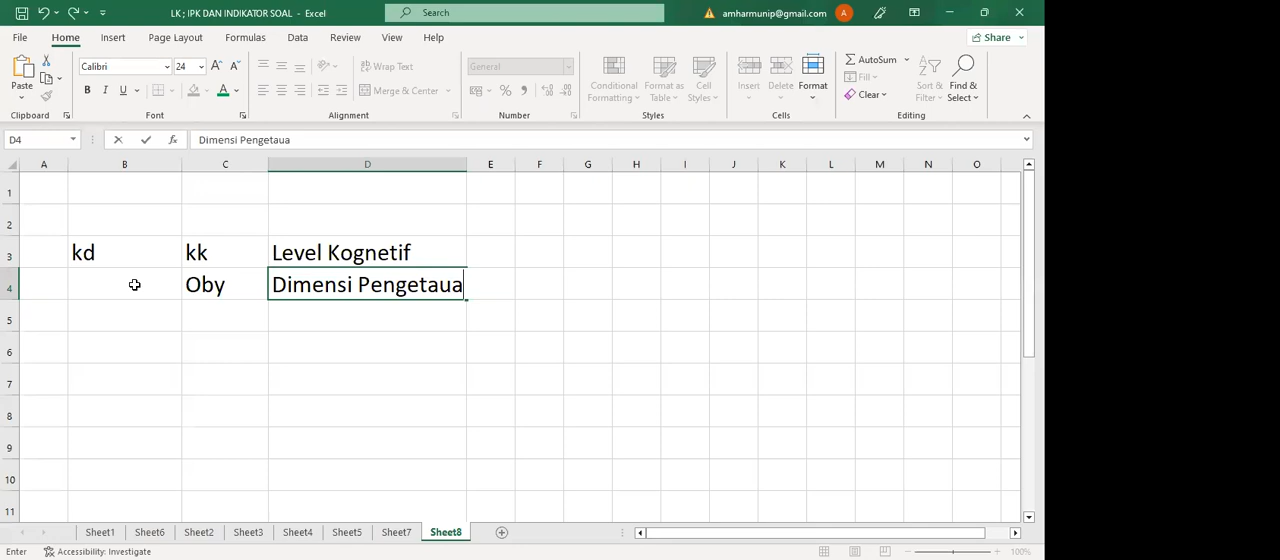 LK ; IPK DAN INDIKATOR SOAL - Excel
Search
amharmunip@gmail.com
A
File Home Insert Page Layout Formulas Data Review View Help
Share
Paste
Calibri 24
Wrap Text
General
AutoSum
Merge & Center
Conditional Formatting
Format as Table
Cell Styles
Insert Delete Format
Fill
Clear
Sort & Filter
Find & Select
Clipboard Font Alignment Number Styles Cells Editing
D4 fx Dimensi Pengetaua
A B C D E F G H I J K L M N O
1
2
3 kd kk Level Kognetif
4 Oby Dimensi Pengetaua
5
6
7
8
9
10
11
Sheet1 Sheet6 Sheet2 Sheet3 Sheet4 Sheet5 Sheet7 Sheet8
Enter Accessibility: Investigate 100%